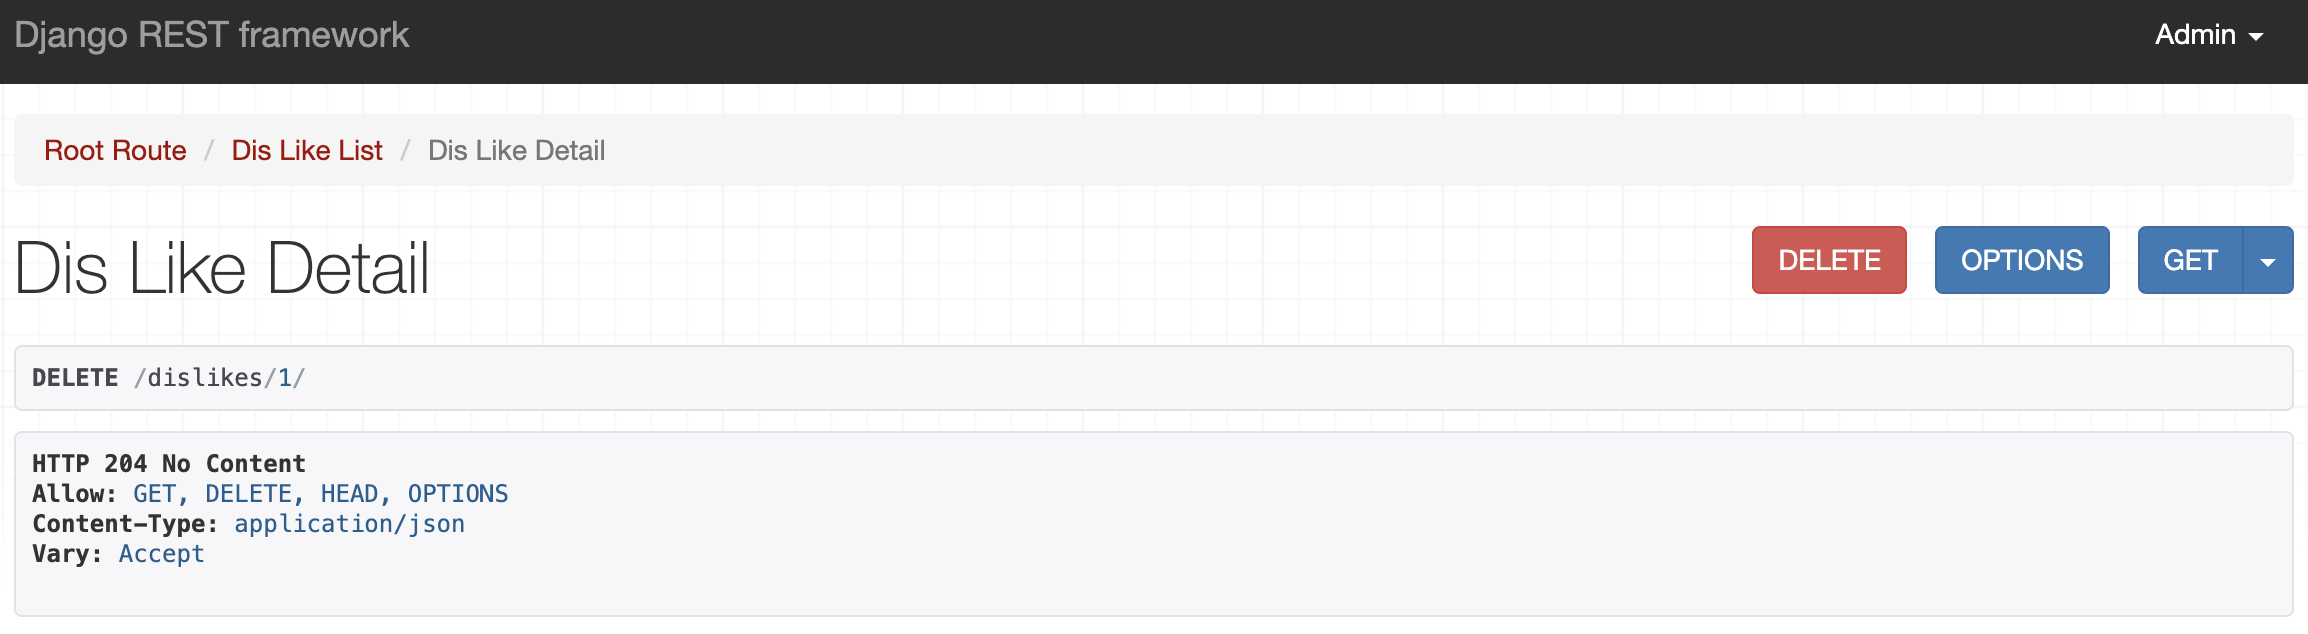 Django REST framework
Admin
Root Route / Dis Like List / Dis Like Detail
Dis Like Detail
DELETE
OPTIONS
GET
DELETE /dislikes/1/
HTTP 204 No Content
Allow: GET, DELETE, HEAD, OPTIONS
Content-Type: application/json
Vary: Accept